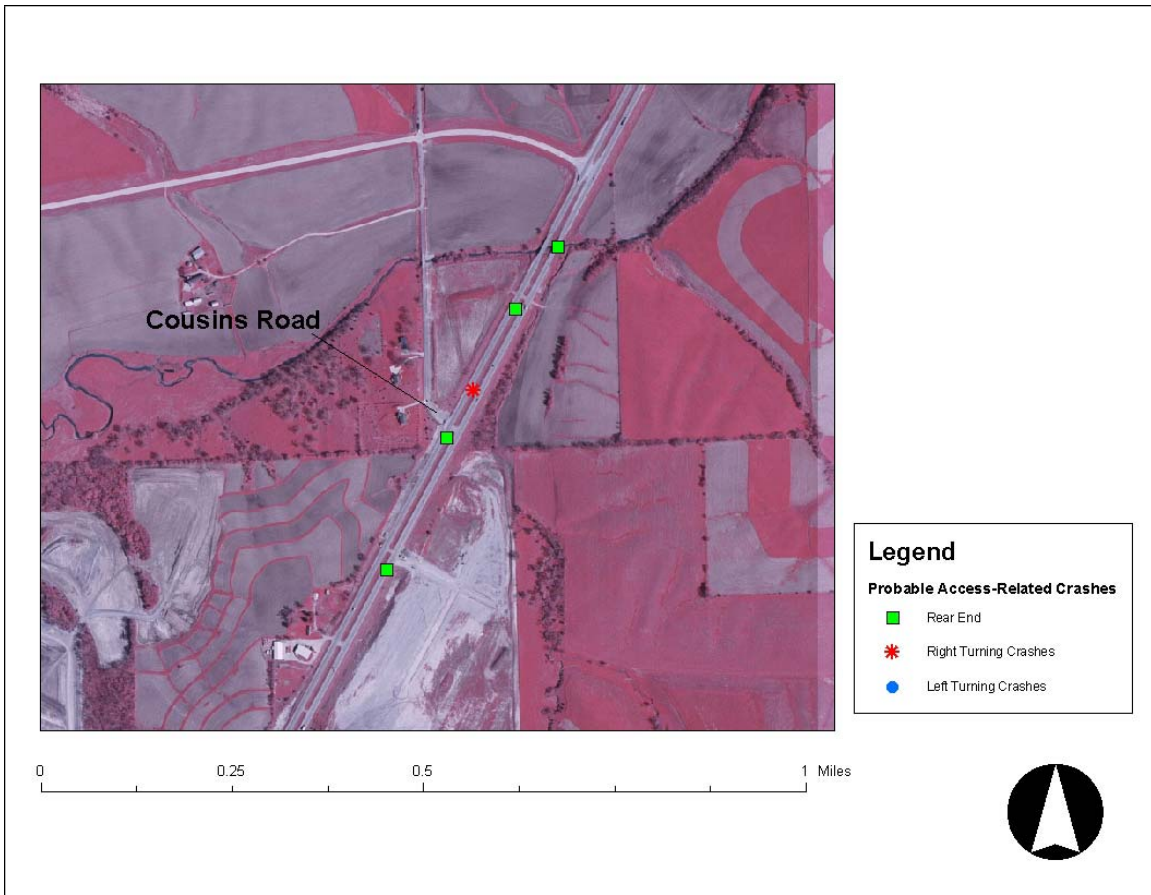 Cousins Road
Legend
Probable Access-Related Crashes
Rear End
Right Turning Crashes
Left Turning Crashes
0 0.25 0.5 1 Miles